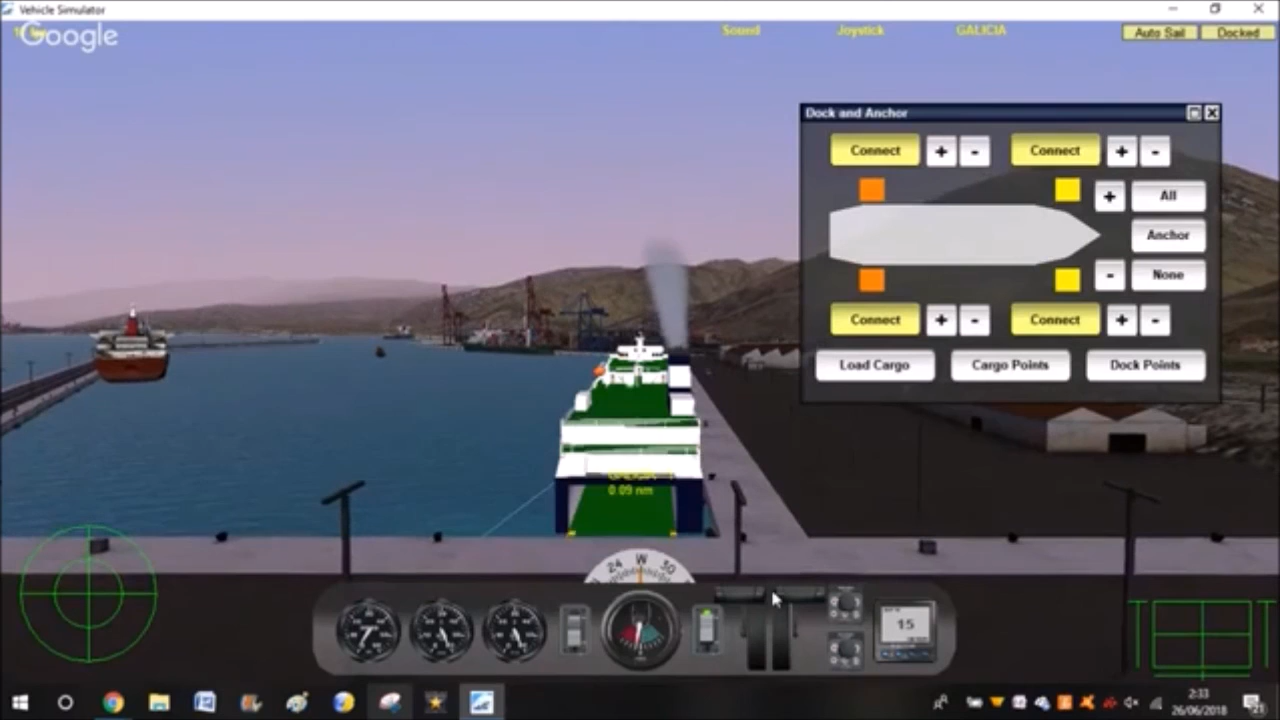 Vehicle Simulator
Google
Sound
Joystick
GALICIA
Auto Sail
Docked
Dock and Anchor
Connect + - Connect + -
+ All
Anchor
- None
Connect + - Connect + -
Load Cargo Cargo Points Dock Points
0.09 nm
24 W 30
15
2:33
26/06/2018